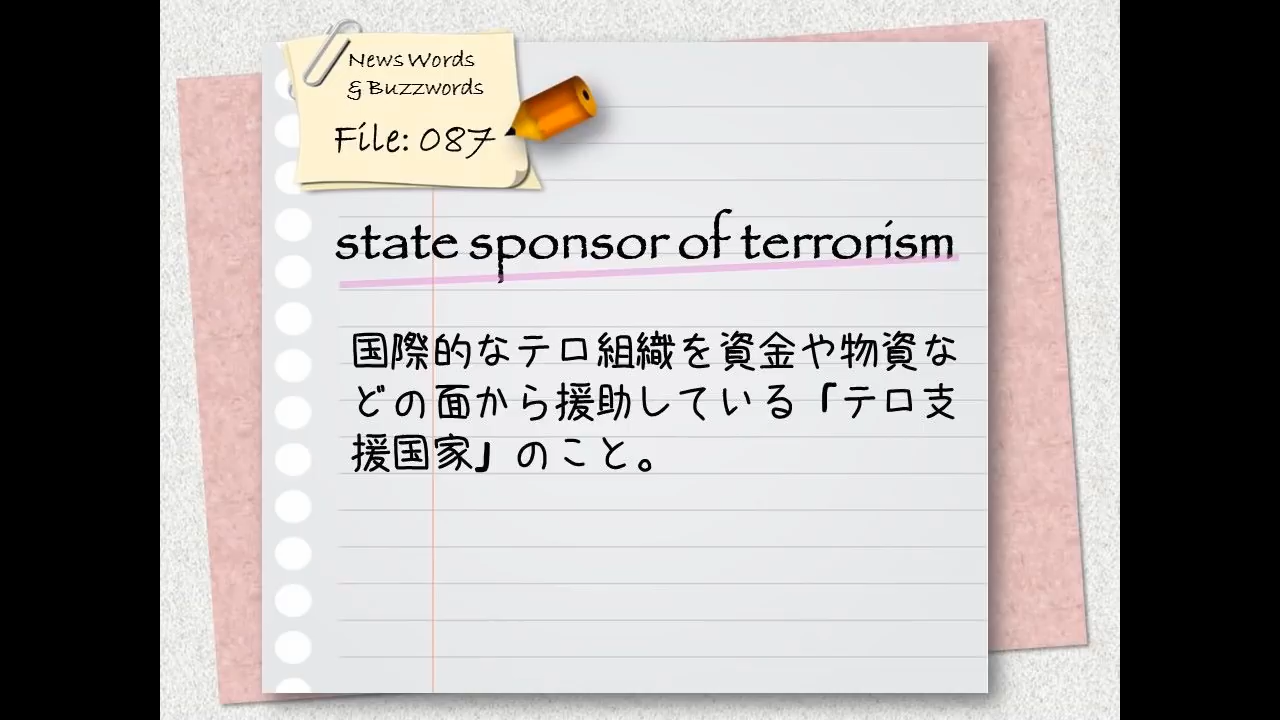 News Words
& Buzzwords
File: 087
state sponsor of terrorism
国際的なテロ組織を資金や物資な
どの面から援助している「テロ支
援国家」のこと。